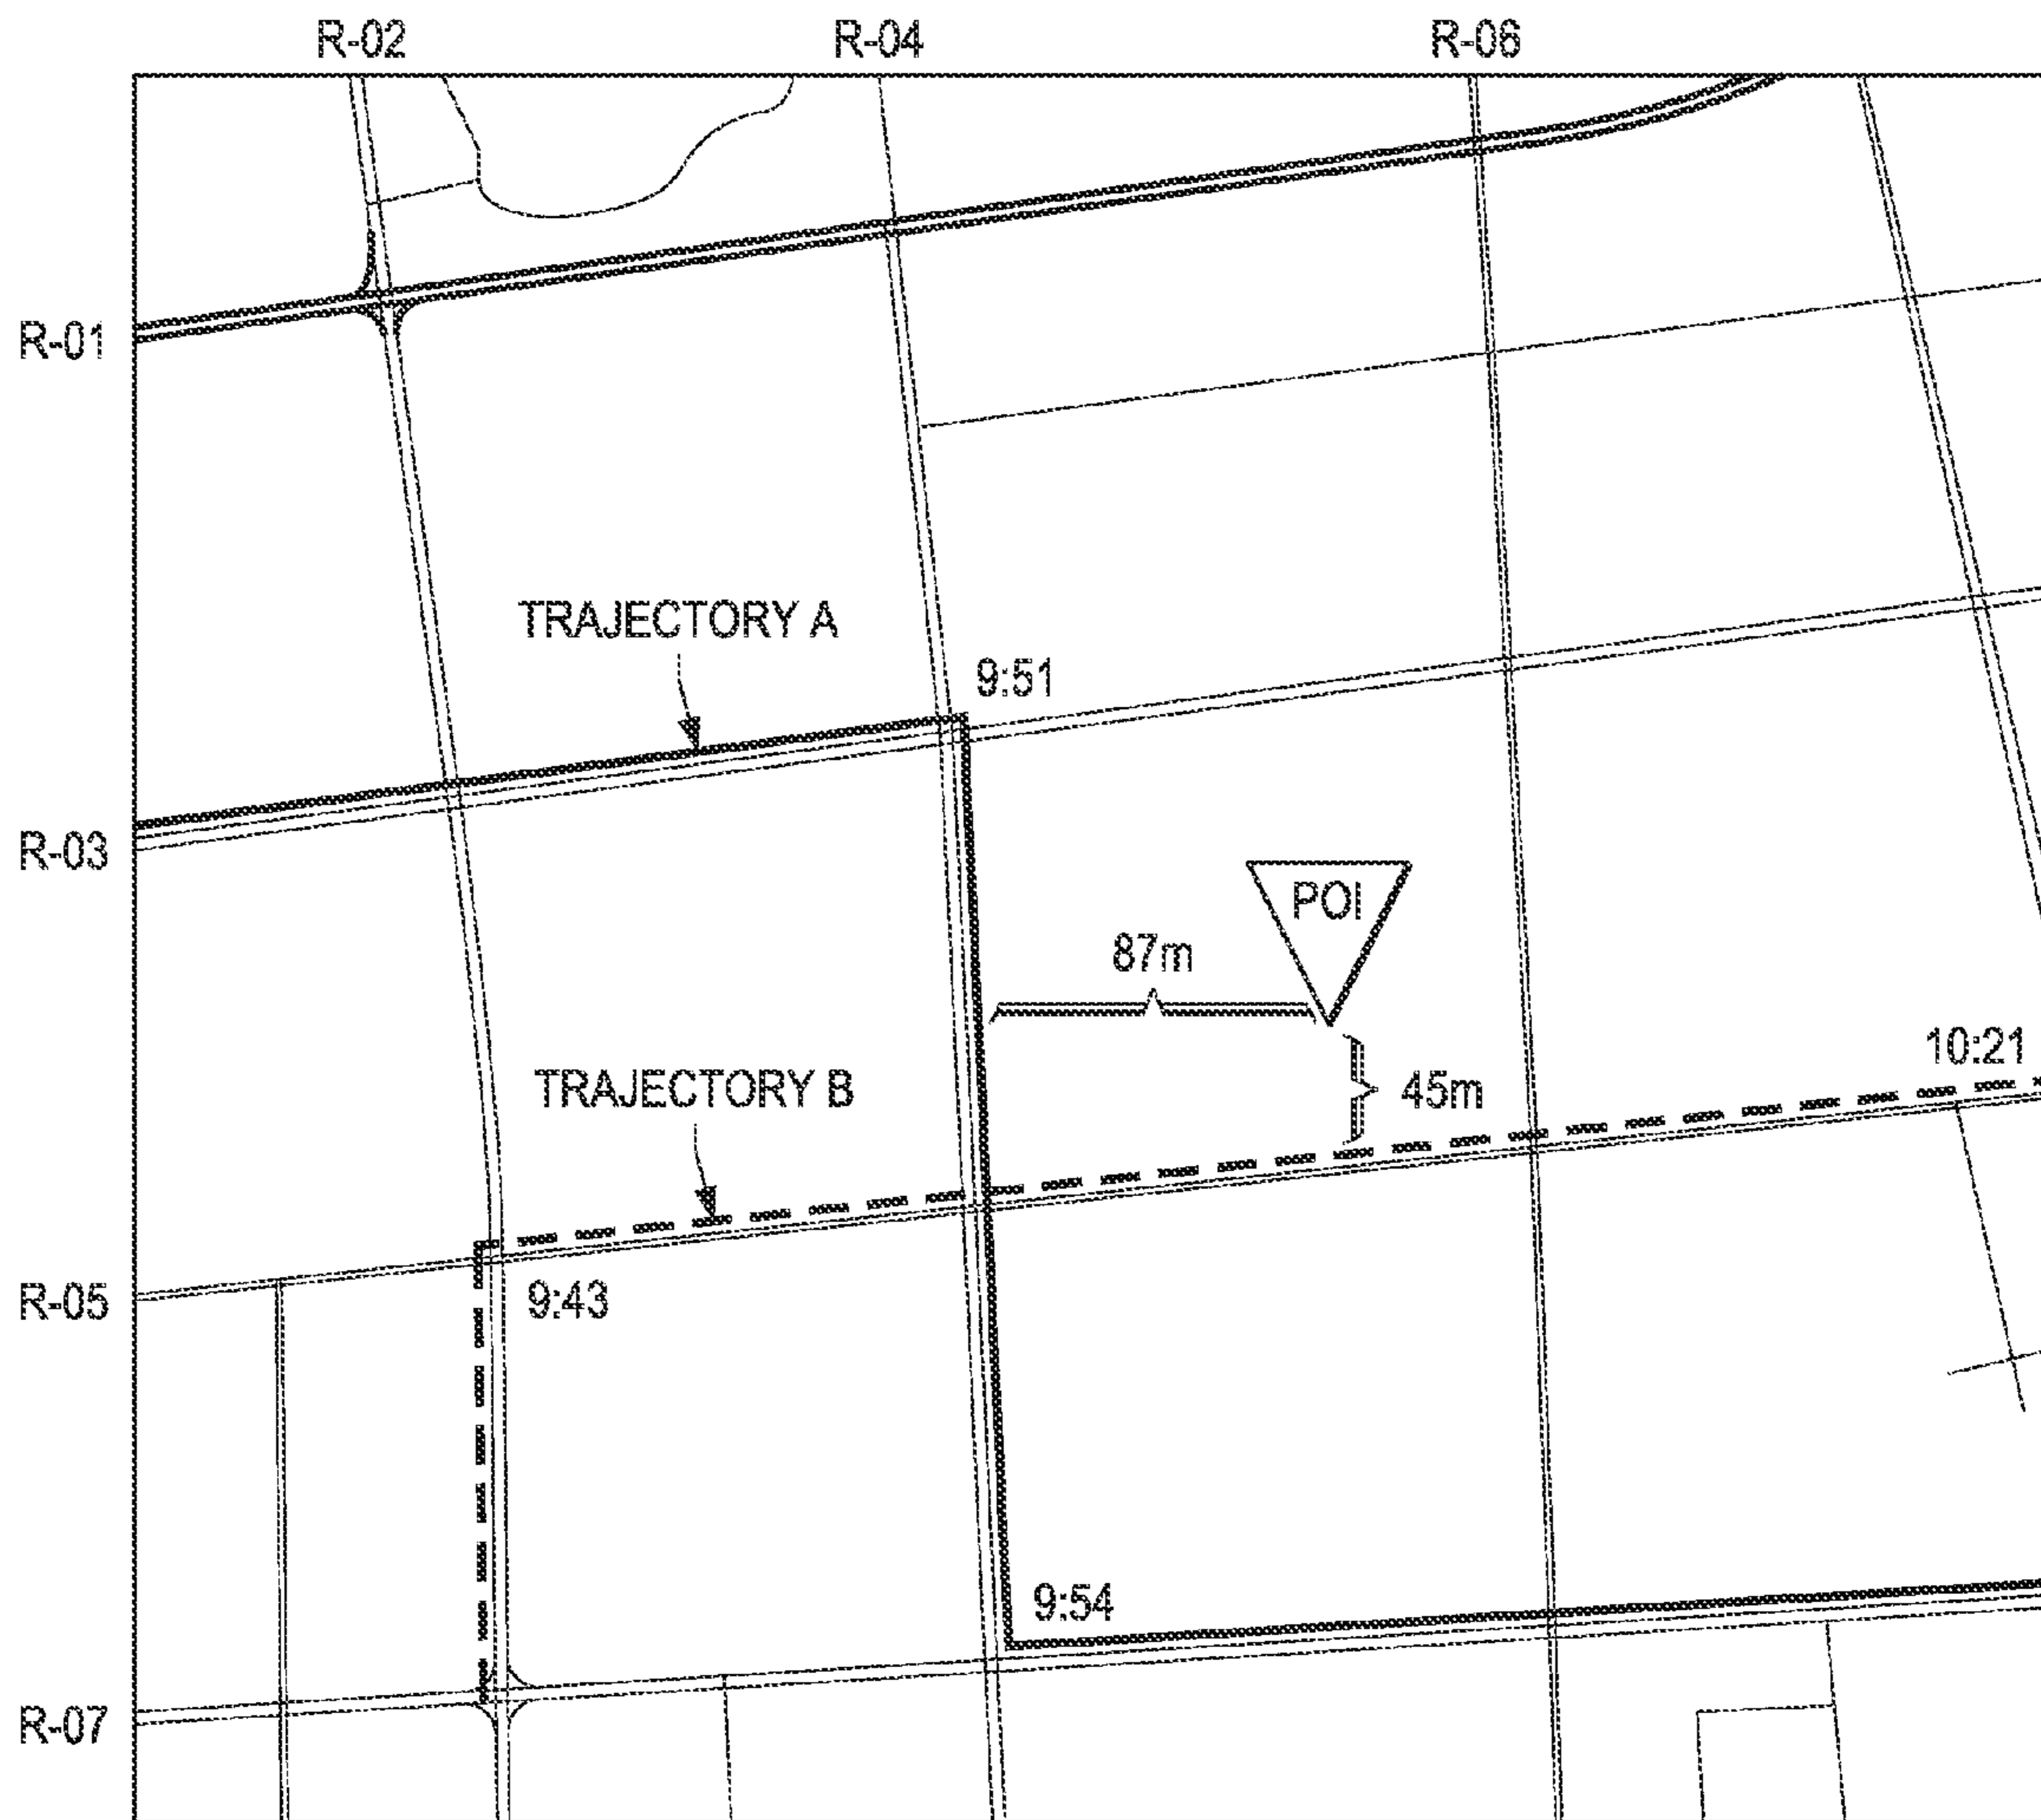 R-02
R-04
R-06
R-01
TRAJECTORY A
9:51
R-03
POI
87m
10:21
TRAJECTORY B
45m
R-05
9:43
9:54
R-07